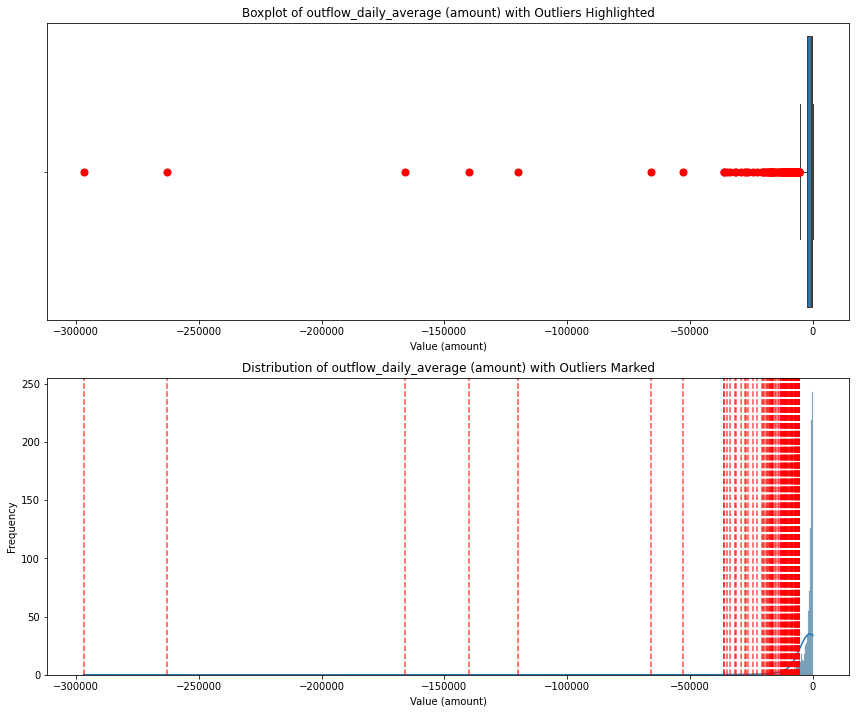 Boxplot of outflow_daily_average (amount) with Outliers Highlighted
−300000 −250000 −200000 −150000 −100000 −50000 0
Value (amount)
Distribution of outflow_daily_average (amount) with Outliers Marked
250
200
150
100
50
0
Frequency
−300000 −250000 −200000 −150000 −100000 −50000 0
Value (amount)